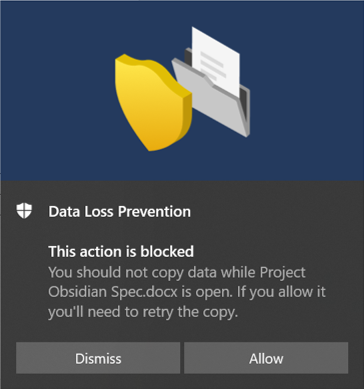 Data Loss Prevention
This action is blocked
You should not copy data while Project
Obsidian Spec.docx is open. If you allow it
you'll need to retry the copy.
Dismiss
Allow